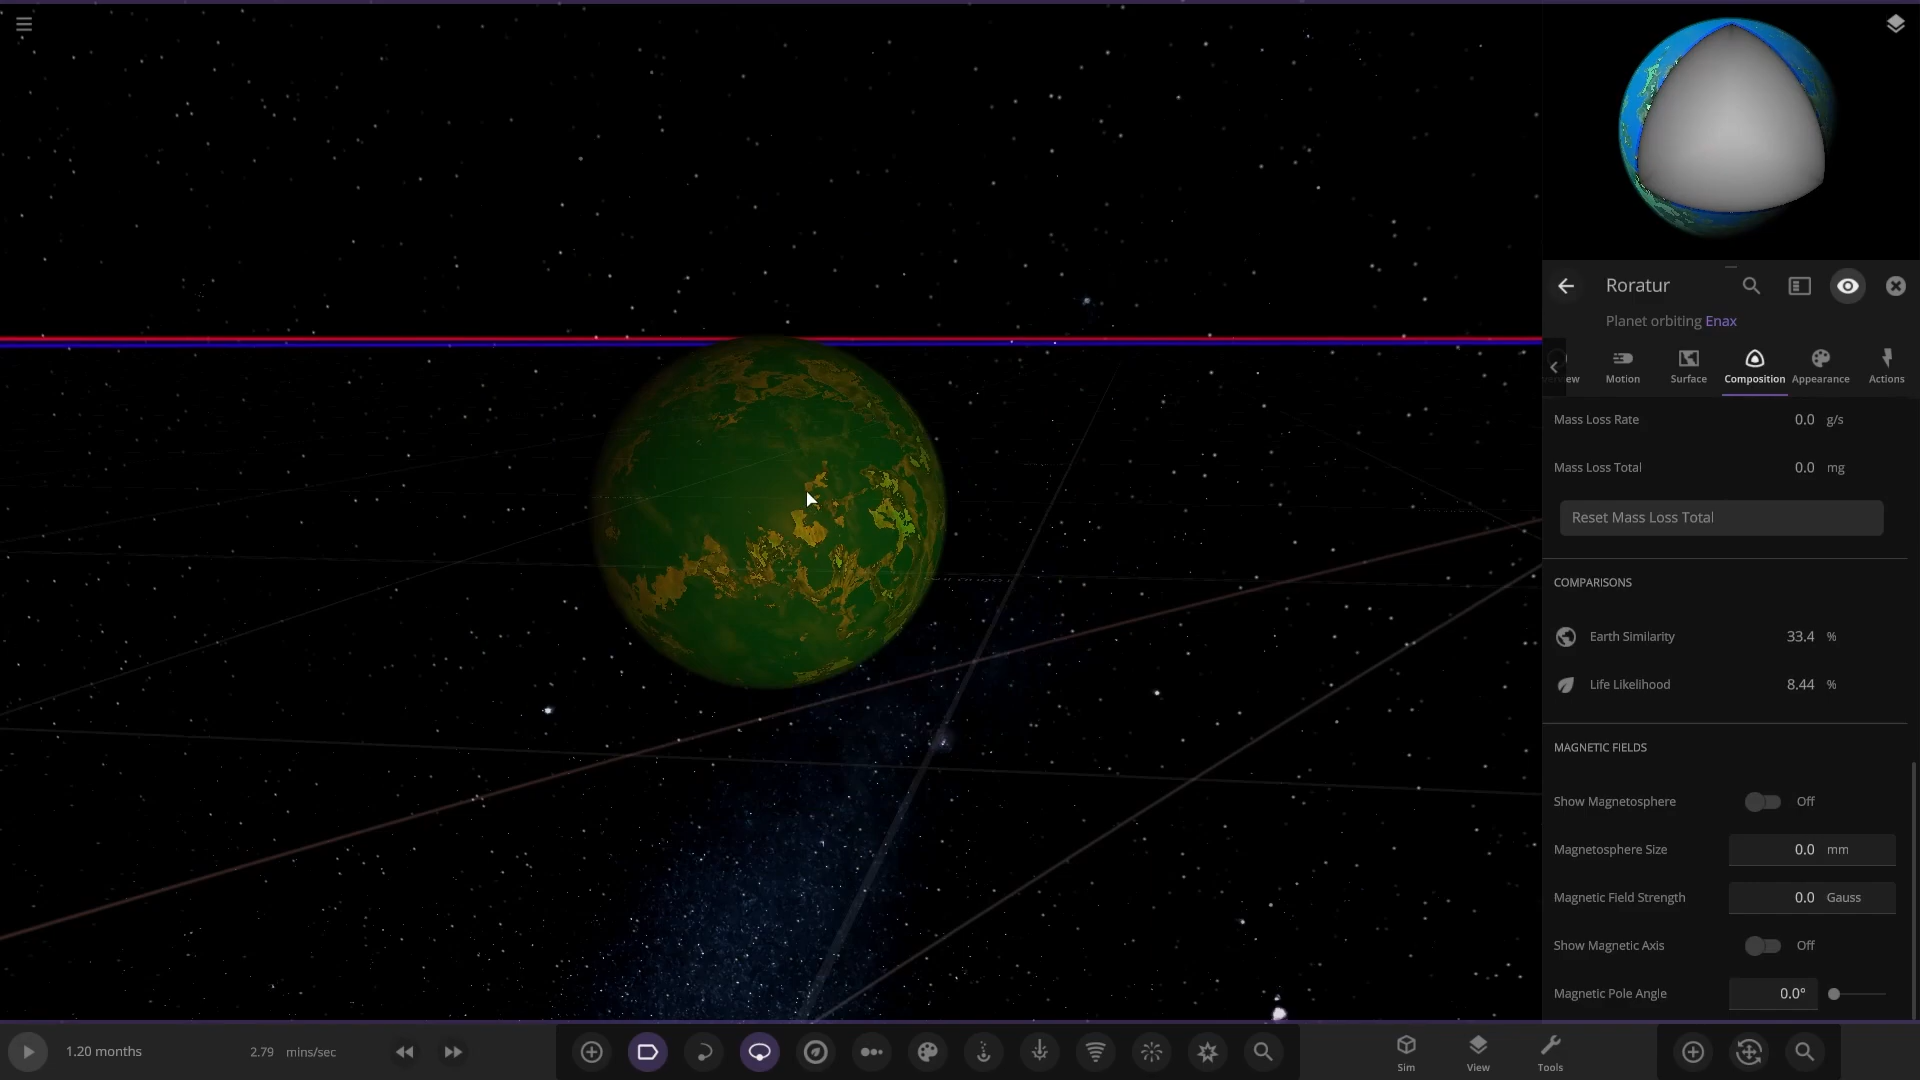 Roratur
Planet orbiting Enax
Motion
Surface
Composition
Appearance
Actions
Mass Loss Rate 0.0 g/s
Mass Loss Total 0.0 mg
Reset Mass Loss Total
COMPARISONS
Earth Similarity 33.4 %
Life Likelihood 8.44 %
MAGNETIC FIELDS
Show Magnetosphere Off
Magnetosphere Size 0.0 mm
Magnetic Field Strength 0.0 Gauss
Show Magnetic Axis Off
Magnetic Pole Angle 0.0°
1.20 months
2.79 mins/sec
Sim
View
Tools